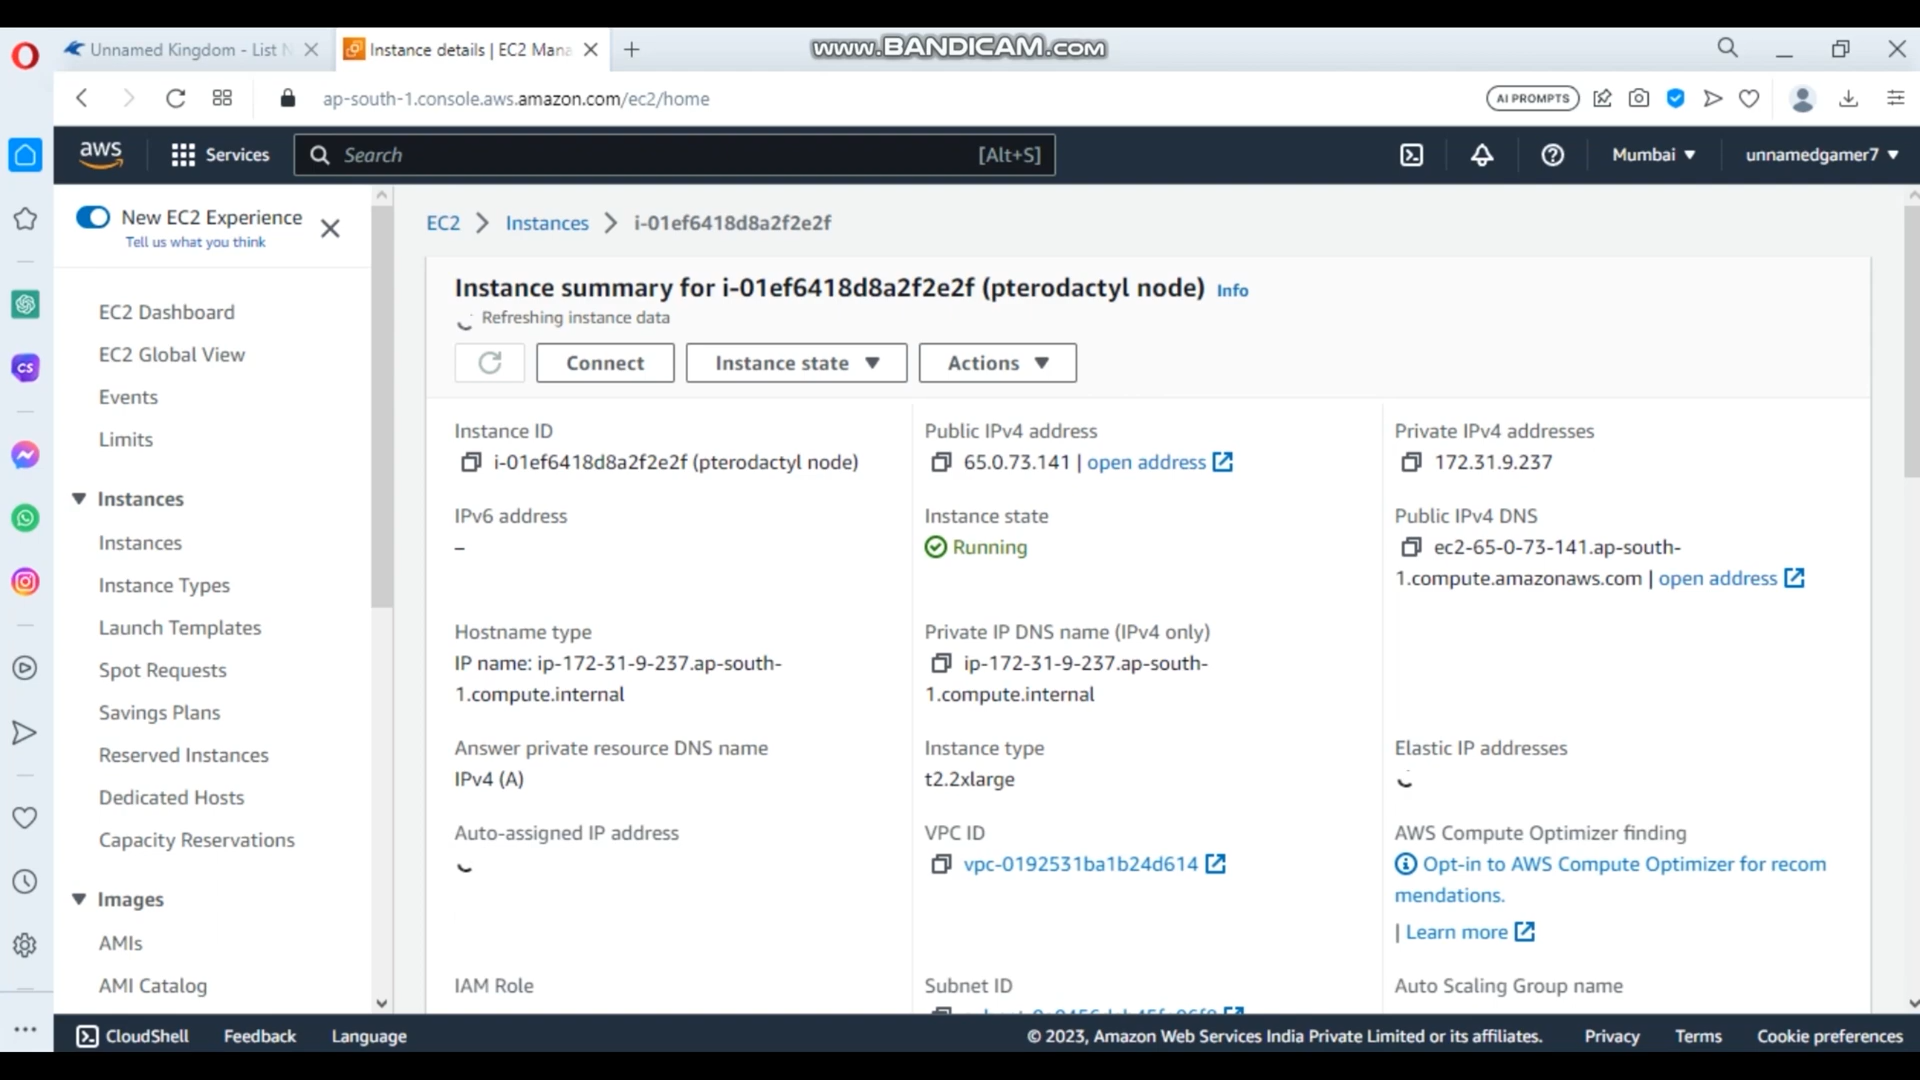 Unnamed Kingdom - List N
Instance details | EC2 Mana
www.BANDICAM.com
ap-south-1.console.aws.amazon.com/ec2/home
AI PROMPTS
aws
Services
Search
[Alt+S]
Mumbai
unnamedgamer7
CS
New EC2 Experience
Tell us what you think
EC2 Dashboard
EC2 Global View
Events
Limits
Instances
Instances
Instance Types
Launch Templates
Spot Requests
Savings Plans
Reserved Instances
Dedicated Hosts
Capacity Reservations
Images
AMIs
AMI Catalog
EC2 > Instances > i-01ef6418d8a2f2e2f
Instance summary for i-01ef6418d8a2f2e2f (pterodactyl node) Info
Refreshing instance data
Connect
Instance state
Actions
Instance ID
i-01ef6418d8a2f2e2f (pterodactyl node)
Public IPv4 address
65.0.73.141 | open address
Private IPv4 addresses
172.31.9.237
IPv6 address
–
Instance state
Running
Public IPv4 DNS
ec2-65-0-73-141.ap-south-
1.compute.amazonaws.com | open address
Hostname type
IP name: ip-172-31-9-237.ap-south-
1.compute.internal
Private IP DNS name (IPv4 only)
ip-172-31-9-237.ap-south-
1.compute.internal
Answer private resource DNS name
IPv4 (A)
Instance type
t2.2xlarge
Elastic IP addresses
Auto-assigned IP address
VPC ID
vpc-0192531ba1b24d614
AWS Compute Optimizer finding
Opt-in to AWS Compute Optimizer for recom
mendations.
| Learn more
IAM Role
Subnet ID
Auto Scaling Group name
CloudShell
Feedback
Language
© 2023, Amazon Web Services India Private Limited or its affiliates.
Privacy
Terms
Cookie preferences